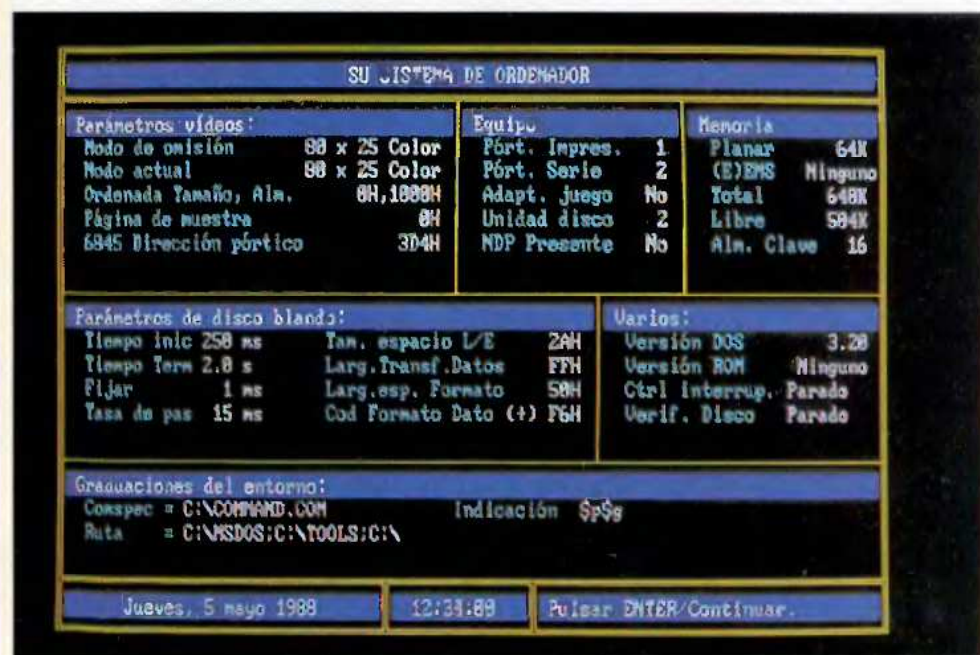 SU SISTEMA DE ORDENADOR
Parámetros vídeos:
Modo de omisión 80 x 25 Color
Modo actual 80 x 25 Color
Ordenada Tamaño, Alm. 0H,1000H
Página de muestra 0H
6845 Dirección pórtico 3D4H
Equipo
Pórt. Impres. 1
Pórt. Serie 2
Adapt. juego No
Unidad disco 2
NDP Presente No
Memoria
Planar 64K
(E)EMS Ninguno
Total 640K
Libre 504K
Alm. Clave 16
Parámetros de disco blando:
Tiempo inic 250 ms
Tiempo Term 2.0 s
Fijar 1 ms
Tasa de pas 15 ms
Tam. espacio L/E 2AH
Larg.Transf.Datos FFH
Larg.esp. Formato 50H
Cod Formato Dato (+) F6H
Varios:
Versión DOS 3.20
Versión ROM Ninguno
Ctrl interrup. Parado
Verif. Disco Parado
Graduaciones del entorno:
Comspec = C:\COMMAND.COM
Ruta = C:\MSDOS;C:\TOOLS;C:\
Indicación $p$g
Jueves, 5 mayo 1988
Pulsar ENTER/Continuar.